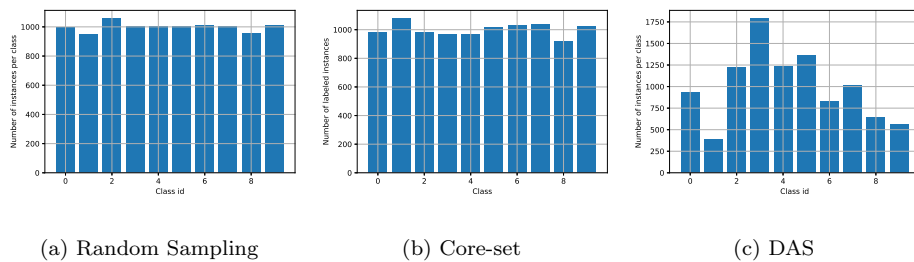 Number of instances per class
1000
800
600
400
200
0
0 2 4 6 8
Class id
(a) Random Sampling
Number of labeled instances
1000
800
600
400
200
0
0 2 4 6 8
Class
(b) Core-set
Number of instances per class
1750
1500
1250
1000
750
500
250
0
0 2 4 6 8
Class id
(c) DAS